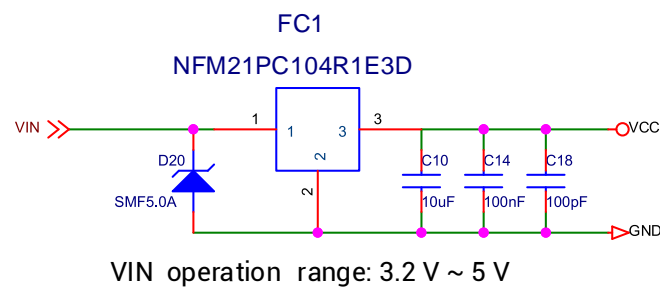 FC1
NFM21PC104R1E3D
VIN
1
1
3
3
VCC
2
2
D20
SMF5.0A
C10
10uF
C14
100nF
C18
100pF
GND
VIN operation range: 3.2 V ~ 5 V